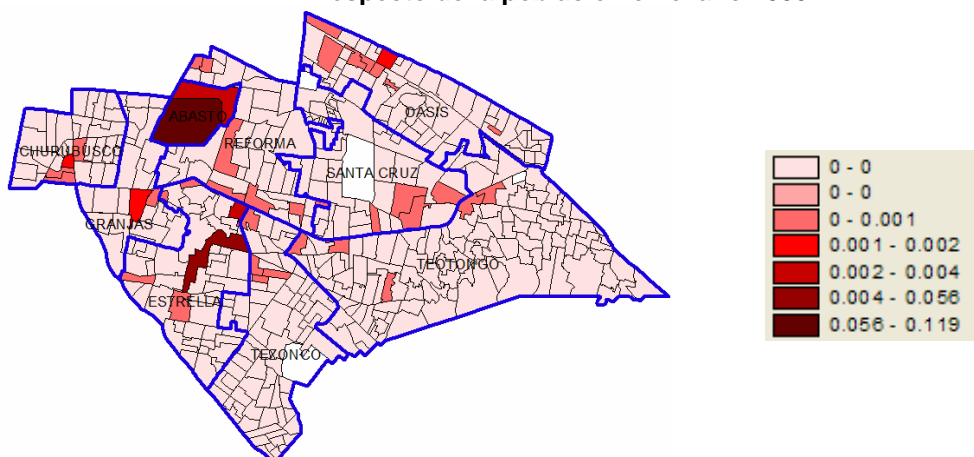 OASIS
ABASTO
REFORMA
CHURUBUSCO
SANTA CRUZ
GRANJAS
TEOTONGO
ESTRELLA
TEZONCO
0 - 0
0 - 0
0 - 0.001
0.001 - 0.002
0.002 - 0.004
0.004 - 0.056
0.056 - 0.119